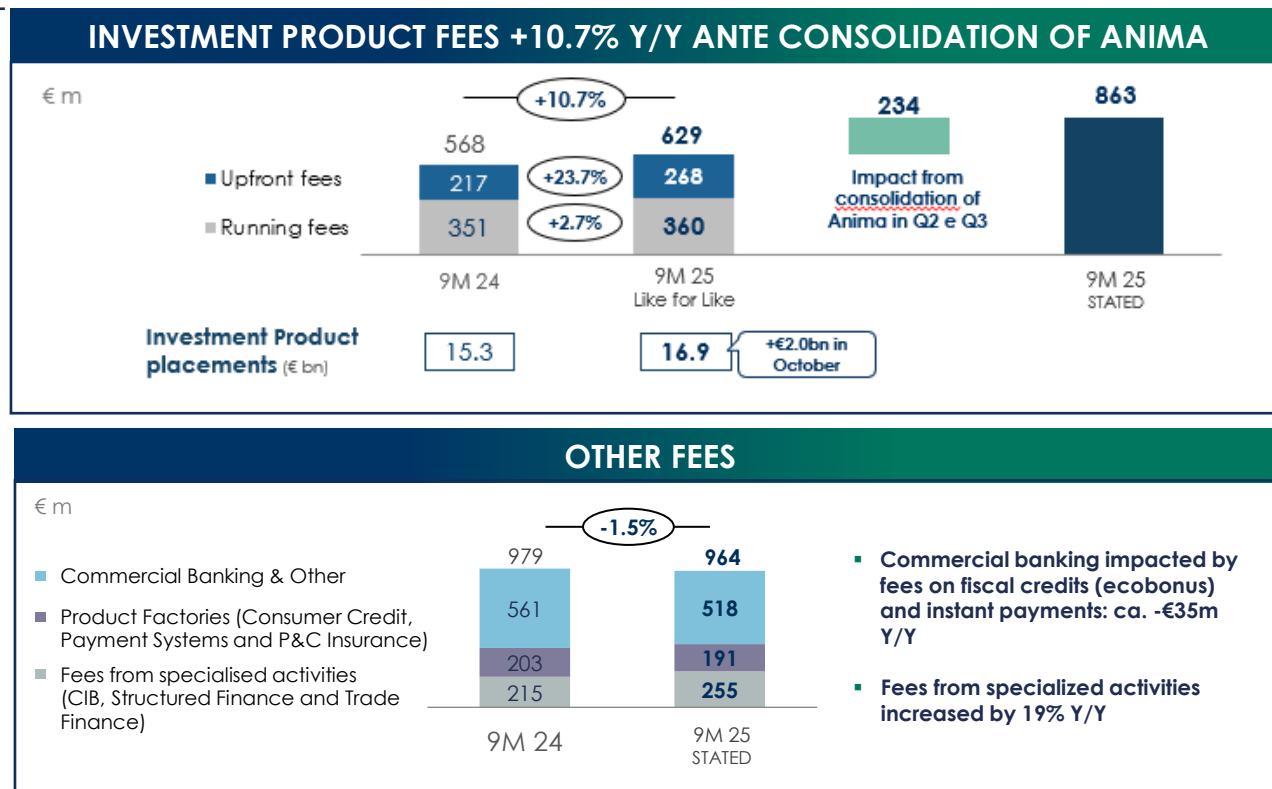 INVESTMENT PRODUCT FEES +10.7% Y/Y ANTE CONSOLIDATION OF ANIMA
€ m
+10.7%
568
629
234
863
Upfront fees
217
+23.7%
268
Impact from
consolidation of
Anima in Q2 e Q3
Running fees
351
+2.7%
360
9M 24
9M 25
Like for Like
9M 25
STATED
Investment Product
placements (€ bn)
15.3
16.9
+€2.0bn in
October
OTHER FEES
€ m
-1.5%
979
964
Commercial Banking & Other
561
518
Product Factories (Consumer Credit,
Payment Systems and P&C Insurance)
203
191
Fees from specialised activities
(CIB, Structured Finance and Trade
Finance)
215
255
9M 24
9M 25
STATED
Commercial banking impacted by
fees on fiscal credits (ecobonus)
and instant payments: ca. -€35m
Y/Y
Fees from specialized activities
increased by 19% Y/Y